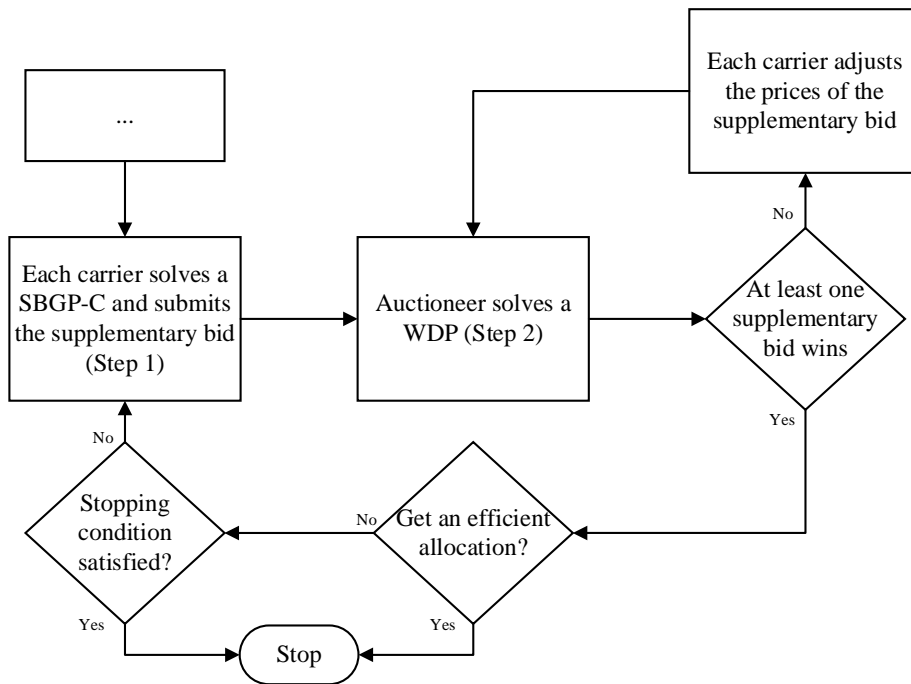 ...
Each carrier adjusts
the prices of the
supplementary bid
No
Each carrier solves a
SBGP-C and submits
the supplementary bid
(Step 1)
Auctioneer solves a
WDP (Step 2)
At least one
supplementary
bid wins
Yes
No
Stopping
condition
satisfied?
No
Get an efficient
allocation?
Yes
Yes
Stop